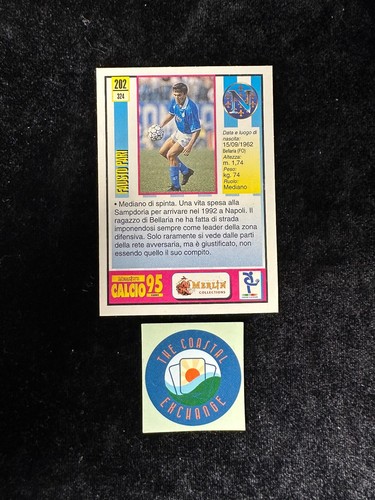 202
324
FAUSTO PARI
N
Data e luogo di
nascita:
15/09/1962
Bellaria (FO)
Altezza:
m. 1,74
Peso:
kg. 74
Ruolo:
Mediano
• Mediano di spinta. Una vita spesa alla
Sampdoria per arrivare nel 1992 a Napoli. Il
ragazzo di Bellaria ne ha fatta di strada
imponendosi sempre come leader della zona
difensiva. Solo raramente si vede dalle parti
della rete avversaria, ma è giustificato, non
essendo quello il suo compito.
CALCIO 95
MERLIN
COLLECTIONS
THE COASTAL
EXCHANGE